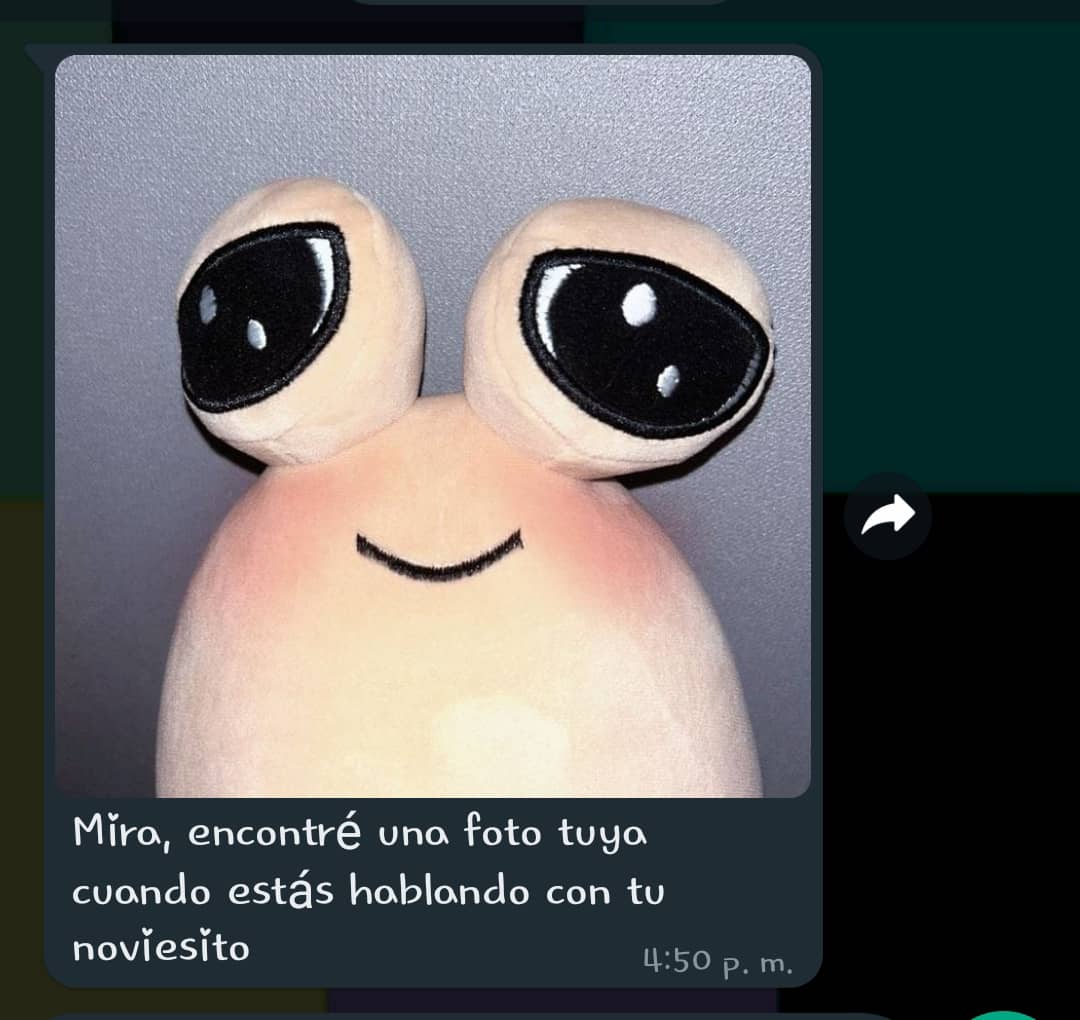 Mira, encontré una foto tuya
cuando estás hablando con tu
noviesito
4:50 p. m.